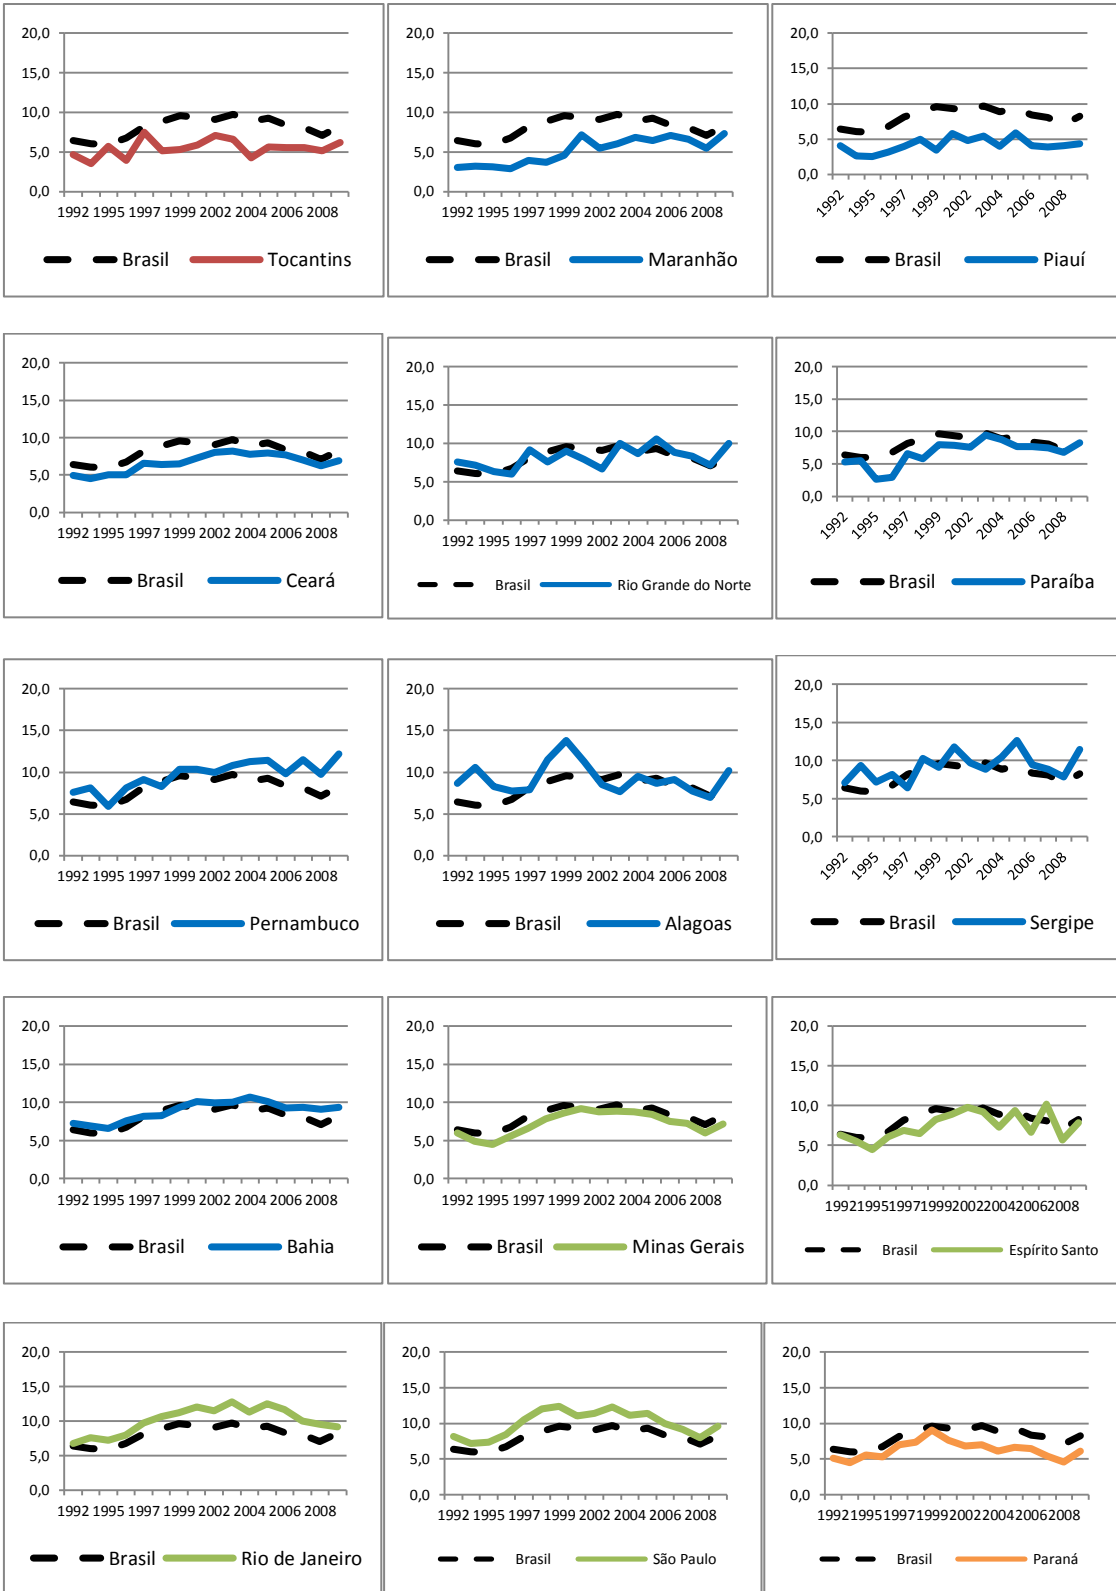 20,0
15,0
10,0
5,0
0,0
1992 1995 1997 1999 2002 2004 2006 2008
Brasil Tocantins
20,0
15,0
10,0
5,0
0,0
1992 1995 1997 1999 2002 2004 2006 2008
Brasil Maranhão
20,0
15,0
10,0
5,0
0,0
1992 1995 1997 1999 2002 2004 2006 2008
Brasil Piauí
20,0
15,0
10,0
5,0
0,0
1992 1995 1997 1999 2002 2004 2006 2008
Brasil Ceará
20,0
15,0
10,0
5,0
0,0
1992 1995 1997 1999 2002 2004 2006 2008
Brasil Rio Grande do Norte
20,0
15,0
10,0
5,0
0,0
1992 1995 1997 1999 2002 2004 2006 2008
Brasil Paraíba
20,0
15,0
10,0
5,0
0,0
1992 1995 1997 1999 2002 2004 2006 2008
Brasil Pernambuco
20,0
15,0
10,0
5,0
0,0
1992 1995 1997 1999 2002 2004 2006 2008
Brasil Alagoas
20,0
15,0
10,0
5,0
0,0
1992 1995 1997 1999 2002 2004 2006 2008
Brasil Sergipe
20,0
15,0
10,0
5,0
0,0
1992 1995 1997 1999 2002 2004 2006 2008
Brasil Bahia
20,0
15,0
10,0
5,0
0,0
1992 1995 1997 1999 2002 2004 2006 2008
Brasil Minas Gerais
20,0
15,0
10,0
5,0
0,0
1992 1995 1997 1999 2002 2004 2006 2008
Brasil Espírito Santo
20,0
15,0
10,0
5,0
0,0
1992 1995 1997 1999 2002 2004 2006 2008
Brasil Rio de Janeiro
20,0
15,0
10,0
5,0
0,0
1992 1995 1997 1999 2002 2004 2006 2008
Brasil São Paulo
20,0
15,0
10,0
5,0
0,0
1992 1995 1997 1999 2002 2004 2006 2008
Brasil Paraná